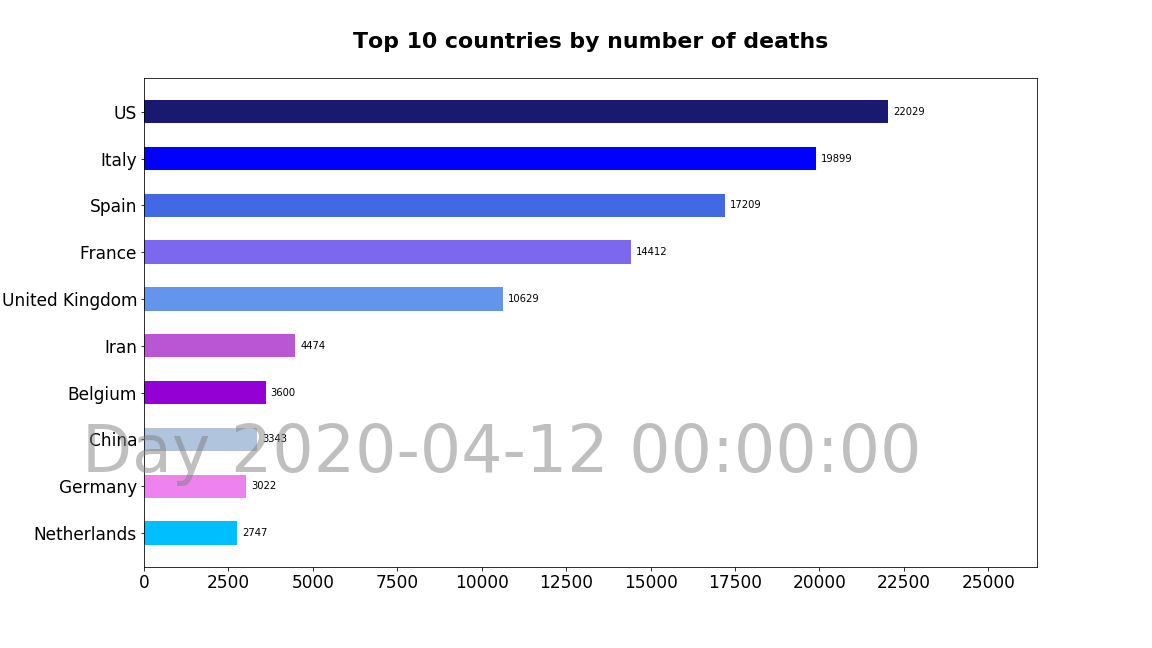 Top 10 countries by number of deaths
US 22029
Italy 19899
Spain 17209
France 14412
United Kingdom 10629
Iran 4474
Belgium 3600
China 3343
Day 2020-04-12 00:00:00
Germany 3022
Netherlands 2747
0 2500 5000 7500 10000 12500 15000 17500 20000 22500 25000